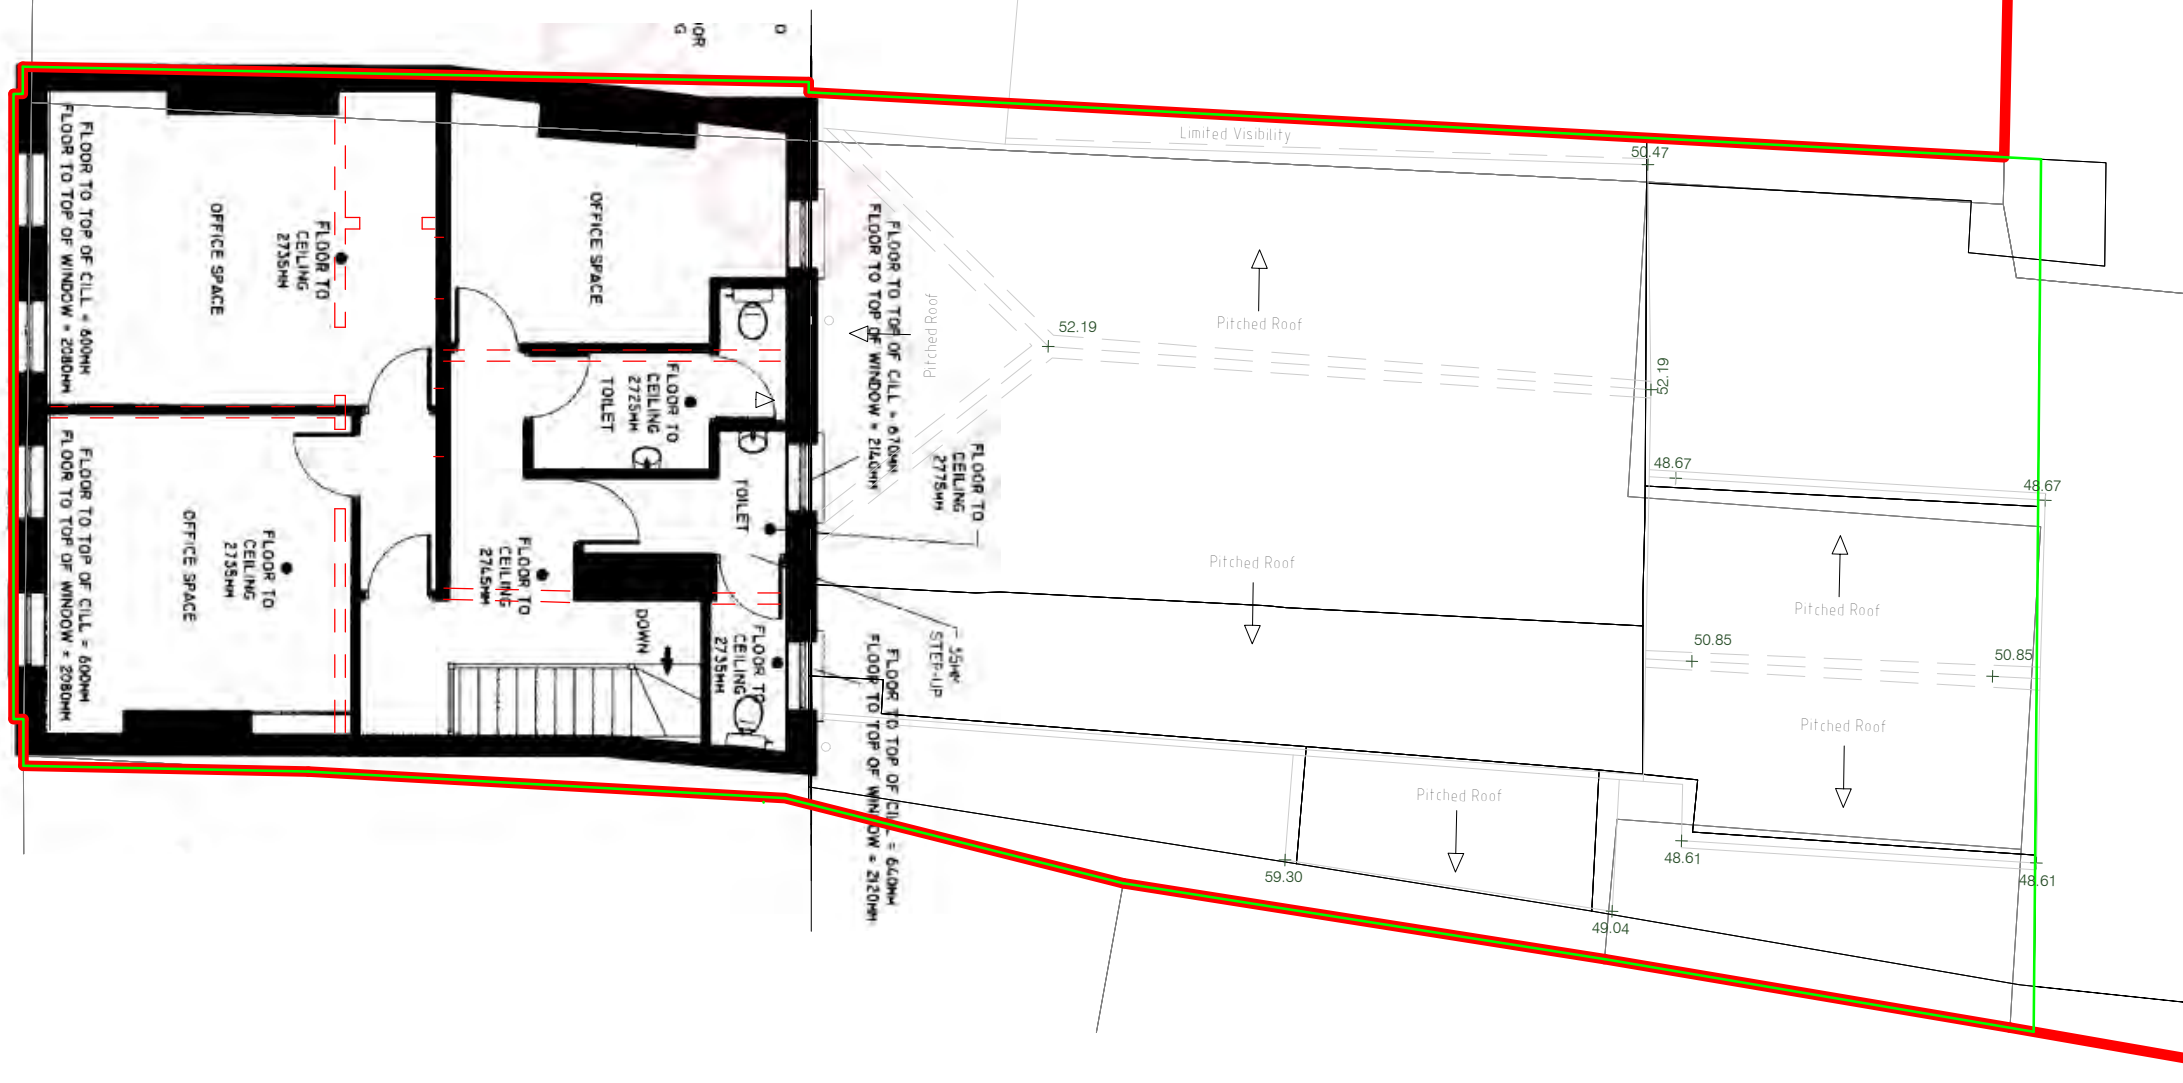 OOR
G
D
FLOOR TO TOP OF CILL = 600MM
FLOOR TO TOP OF WINDOW = 2080MM
OFFICE SPACE
FLOOR TO
CEILING
2735MM
OFFICE SPACE
FLOOR TO
CEILING
2725MM
TOILET
FLOOR TO TOP OF CILL = 670MM
FLOOR TO TOP OF WINDOW = 2140MM
FLOOR TO
CEILING
2775MM
TOILET
FLOOR TO TOP OF CILL = 600MM
FLOOR TO TOP OF WINDOW = 2080MM
OFFICE SPACE
FLOOR TO
CEILING
2735MM
FLOOR TO
CEILING
2745MM
DOWN
FLOOR TO
CEILING
2735MM
35MM
STEP-UP
FLOOR TO TOP OF CILL = 640MM
FLOOR TO TOP OF WINDOW = 2120MM
Limited Visibility
50.47
Pitched Roof
Pitched Roof
52.19
52.19
48.67
48.67
Pitched Roof
Pitched Roof
50.85
50.85
Pitched Roof
Pitched Roof
48.61
48.61
59.30
49.04